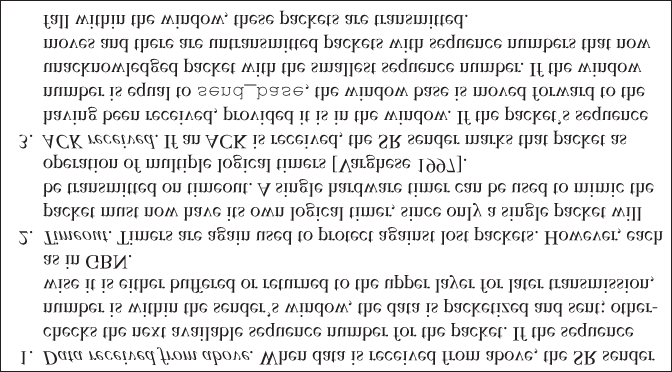 1. Data received from above. When data is received from above, the SR sender
checks the next available sequence number for the packet. If the sequence
number is within the sender's window, the data is packetized and sent; other-
wise it is either buffered or returned to the upper layer for later transmission,
as in GBN.
2. Timeout. Timers are again used to protect against lost packets. However, each
packet must now have its own logical timer, since only a single packet will
be transmitted on timeout. A single hardware timer can be used to mimic the
operation of multiple logical timers [Varghese 1997].
3. ACK received. If an ACK is received, the SR sender marks that packet as
having been received, provided it is in the window. If the packet's sequence
number is equal to send_base, the window base is moved forward to the
unacknowledged packet with the smallest sequence number. If the window
moves and there are untransmitted packets with sequence numbers that now
fall within the window, these packets are transmitted.